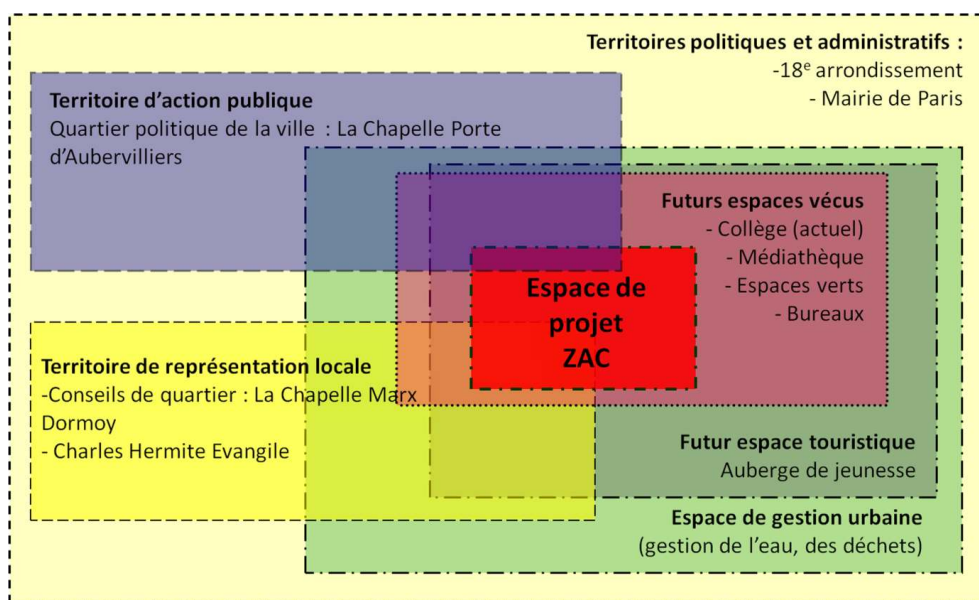 Territoires politiques et administratifs :
-18e arrondissement
- Mairie de Paris
Territoire d’action publique
Quartier politique de la ville : La Chapelle Porte
d’Aubervilliers
Futurs espaces vécus
- Collège (actuel)
- Médiathèque
- Espaces verts
- Bureaux
Espace de
projet
ZAC
Territoire de représentation locale
-Conseils de quartier : La Chapelle Marx
Dormoy
- Charles Hermite Evangile
Futur espace touristique
Auberge de jeunesse
Espace de gestion urbaine
(gestion de l’eau, des déchets)